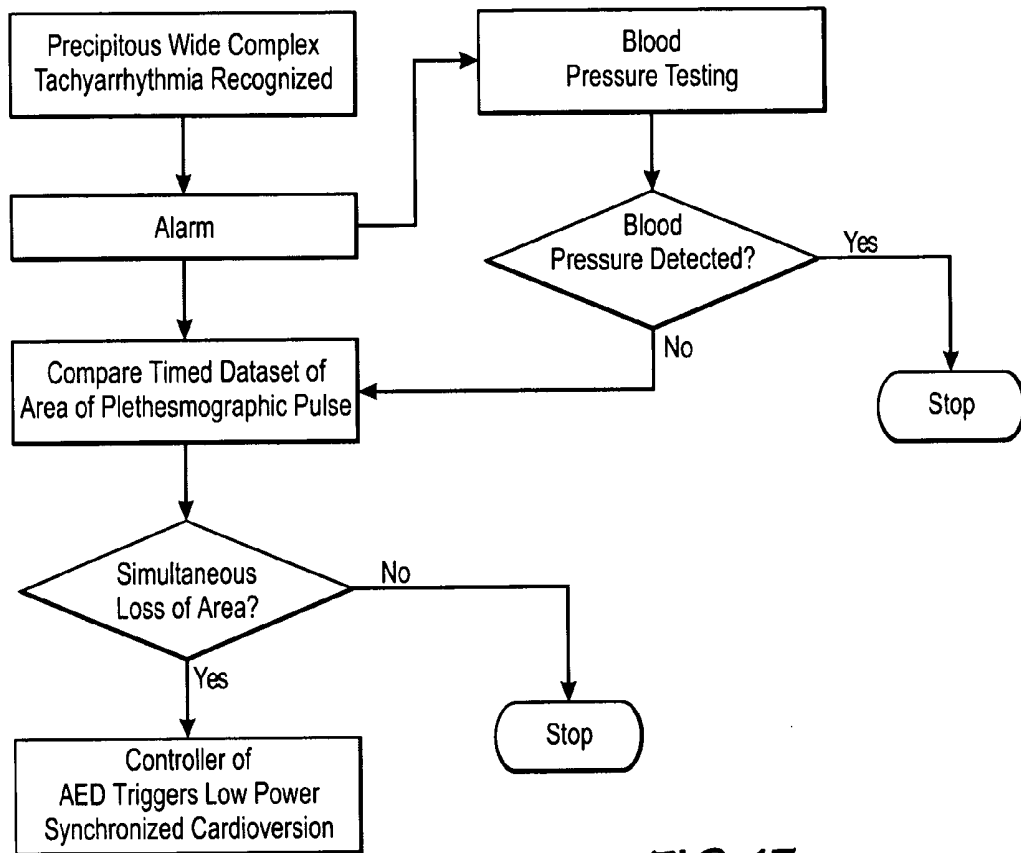 Precipitous Wide Complex
Tachyarrhythmia Recognized
Blood
Pressure Testing
Alarm
Blood
Pressure Detected?
Yes
No
Compare Timed Dataset of
Area of Plethesmographic Pulse
Stop
Simultaneous
Loss of Area?
No
Yes
Stop
Controller of
AED Triggers Low Power
Synchronized Cardioversion